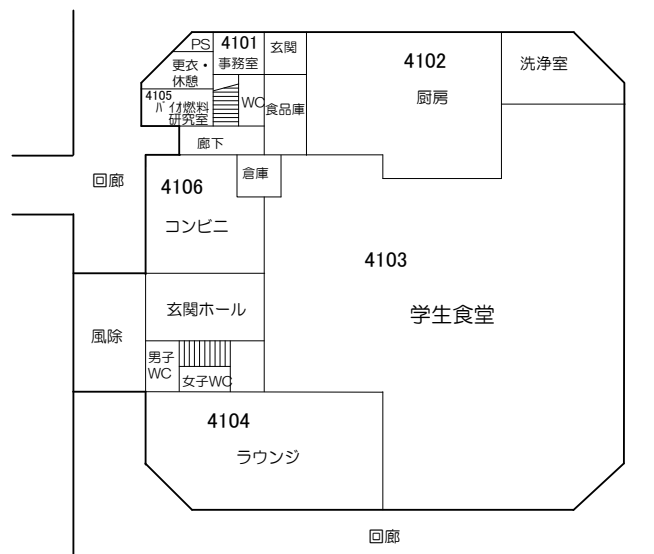 PS
4101
事務室
玄関
4102
厨房
洗浄室
更衣・
休憩
4105
バイオ燃料
研究室
WC
食品庫
廊下
倉庫
回廊
4106
コンビニ
4103
学生食堂
玄関ホール
風除
男子
WC
女子WC
4104
ラウンジ
回廊